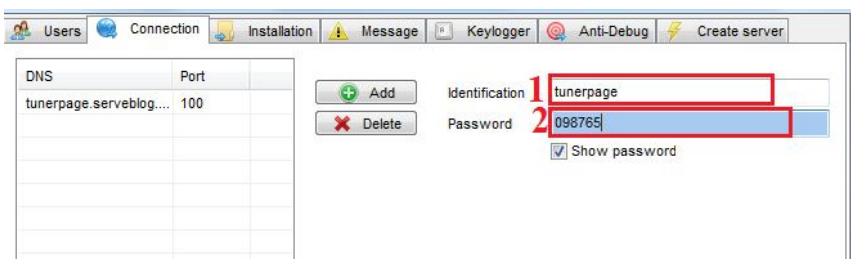 Users Connection Installation Message Keylogger Anti-Debug Create server
DNS Port
tunerpage.serveblog.... 100
Add
Delete
Identification 1 tunerpage
Password 2 098765
Show password